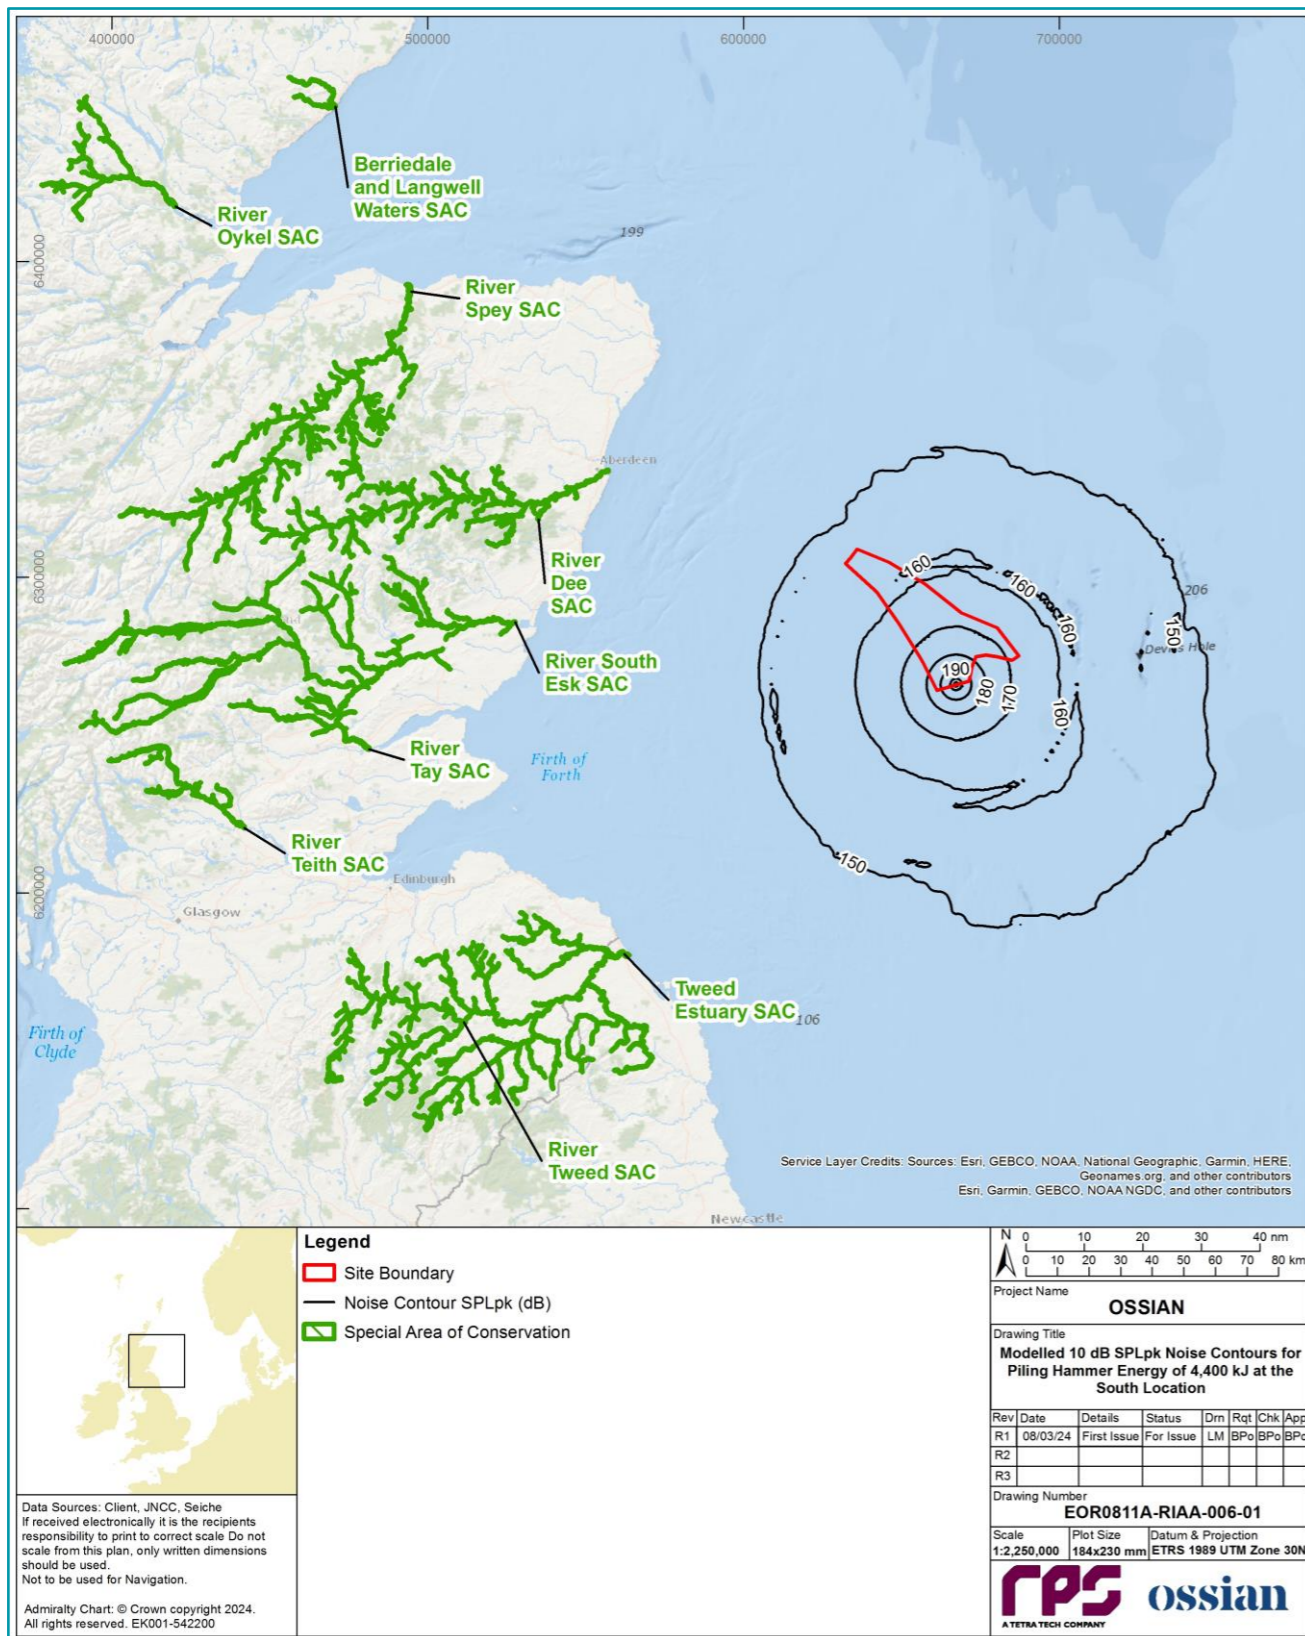 400000
500000
600000
700000
6400000
6300000
6200000
Berriedale
and Langwell
Waters SAC
River
Oykel SAC
199
River
Spey SAC
Aberdeen
River
Dee
SAC
River South
Esk SAC
River
Tay SAC
Firth of
Forth
River
Teith SAC
Edinburgh
Glasgow
Firth of
Clyde
Tweed
Estuary SAC
106
River
Tweed SAC
Newcastle
160
160
160
206
150
Devils Hole
190
180
170
160
150
Service Layer Credits: Sources: Esri, GEBCO, NOAA, National Geographic, Garmin, HERE,
Geonames.org, and other contributors
Esri, Garmin, GEBCO, NOAA NGDC, and other contributors
Legend
Site Boundary
Noise Contour SPLpk (dB)
Special Area of Conservation
N
0 10 20 30 40 nm
0 10 20 30 40 50 60 70 80 km
Project Name
OSSIAN
Drawing Title
Modelled 10 dB SPLpk Noise Contours for
Piling Hammer Energy of 4,400 kJ at the
South Location
Rev Date Details Status Drn Rqt Chk App
R1 08/03/24 First Issue For Issue LM BPo BPo BPo
R2
R3
Drawing Number
EOR0811A-RIAA-006-01
Scale Plot Size Datum & Projection
1:2,250,000 184x230 mm ETRS 1989 UTM Zone 30N
rps
A TETRA TECH COMPANY
ossian
Data Sources: Client, JNCC, Seiche
If received electronically it is the recipients
responsibility to print to correct scale Do not
scale from this plan, only written dimensions
should be used.
Not to be used for Navigation.
Admiralty Chart: © Crown copyright 2024.
All rights reserved. EK001-542200